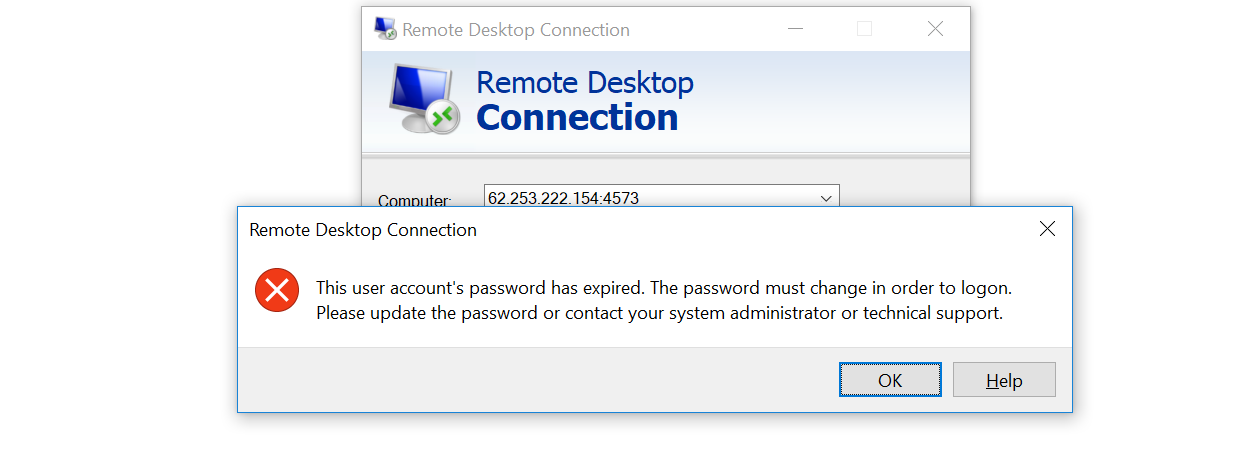 Remote Desktop Connection
Remote Desktop
Connection
Computer:
62.253.222.154:4573
Remote Desktop Connection
This user account's password has expired. The password must change in order to logon.
Please update the password or contact your system administrator or technical support.
OK
Help